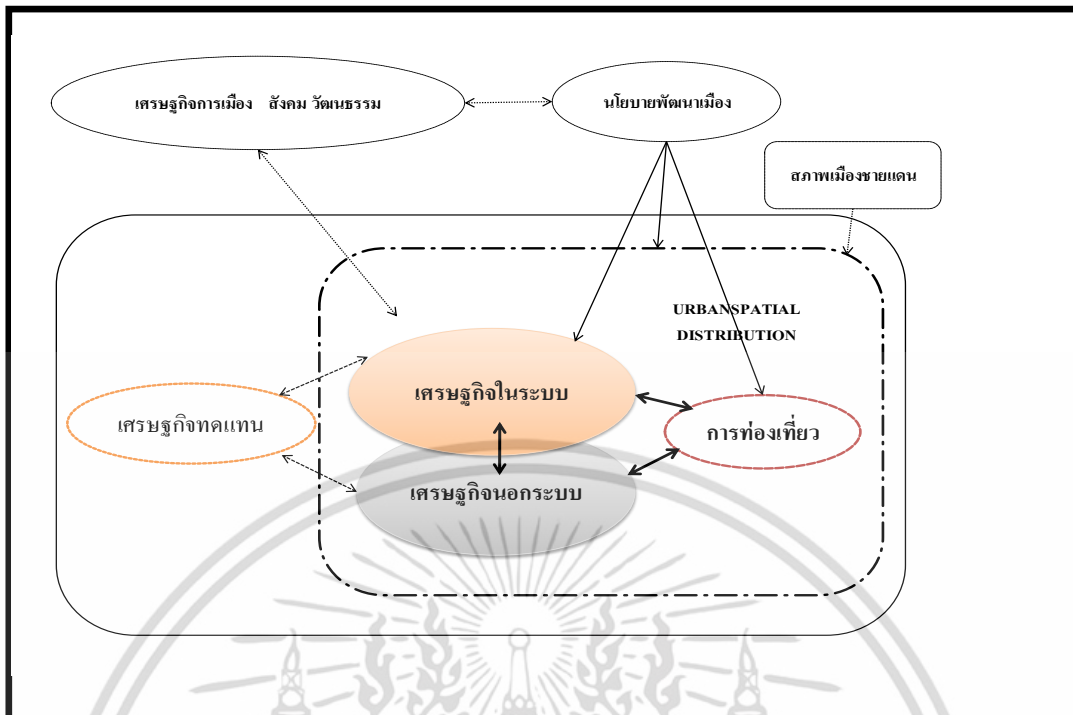 เศรษฐกิจการเมือง สังคม วัฒนธรรม
นโยบายพัฒนาเมือง
สภาพเมืองชายแดน
URBANSPATIAL
DISTRIBUTION
เศรษฐกิจในระบบ
เศรษฐกิจทดแทน
การท่องเที่ยว
เศรษฐกิจนอกระบบ